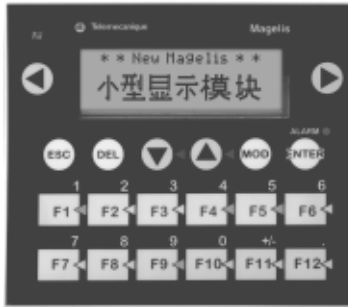 Telemecanique Magelis
* * New Magelis * *
小型显示模块
ALARM
ESC DEL MOD ENTER
1 2 3 4 5 6
F1 F2 F3 F4 F5 F6
7 8 9 0 +/- .
F7 F8 F9 F10 F11 F12